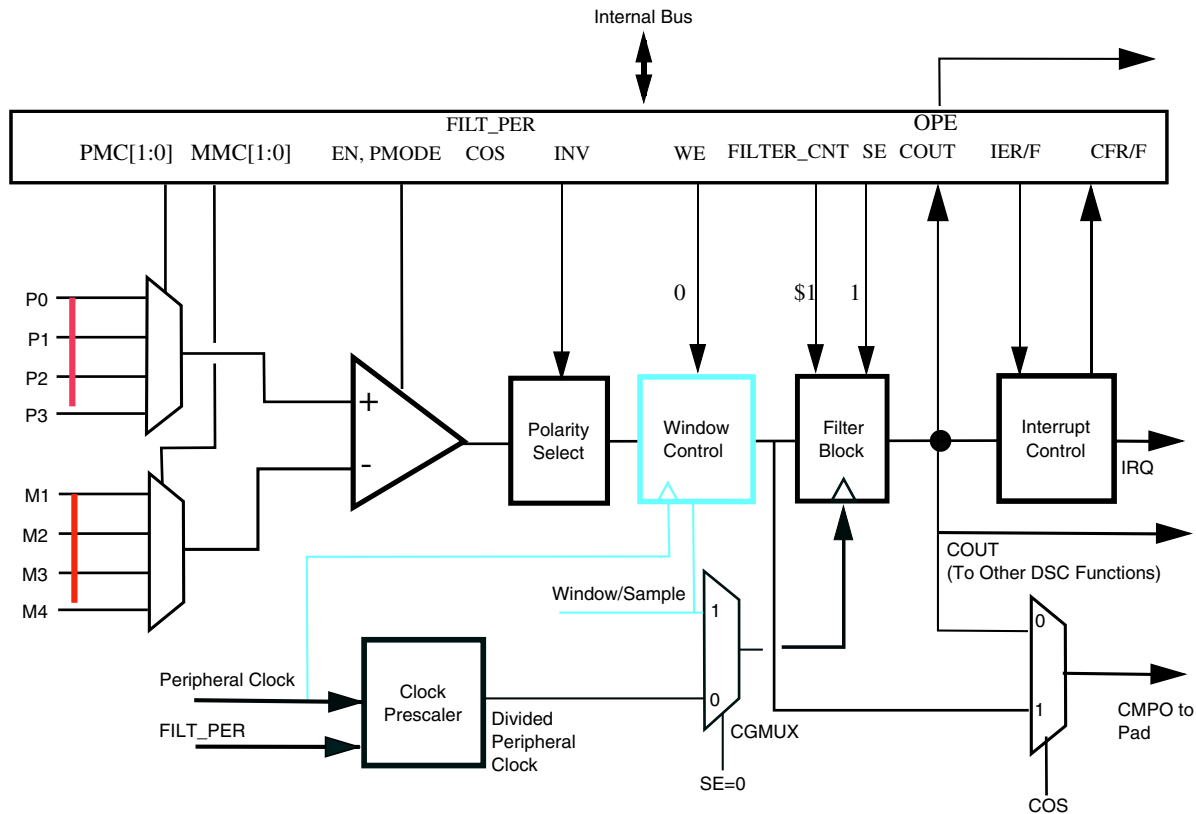 Internal Bus
FILT_PER
OPE
PMC[1:0] MMC[1:0] EN, PMODE COS INV WE FILTER_CNT SE COUT IER/F CFR/F
0 $1 1
P0
P1
P2
P3
+
-
Polarity
Select
Window
Control
Filter
Block
Interrupt
Control
IRQ
M1
M2
M3
M4
COUT
(To Other DSC Functions)
Window/Sample
1
0
CGMUX
SE=0
Peripheral Clock
FILT_PER
Clock
Prescaler
Divided
Peripheral
Clock
0
1
CMPO to
Pad
COS